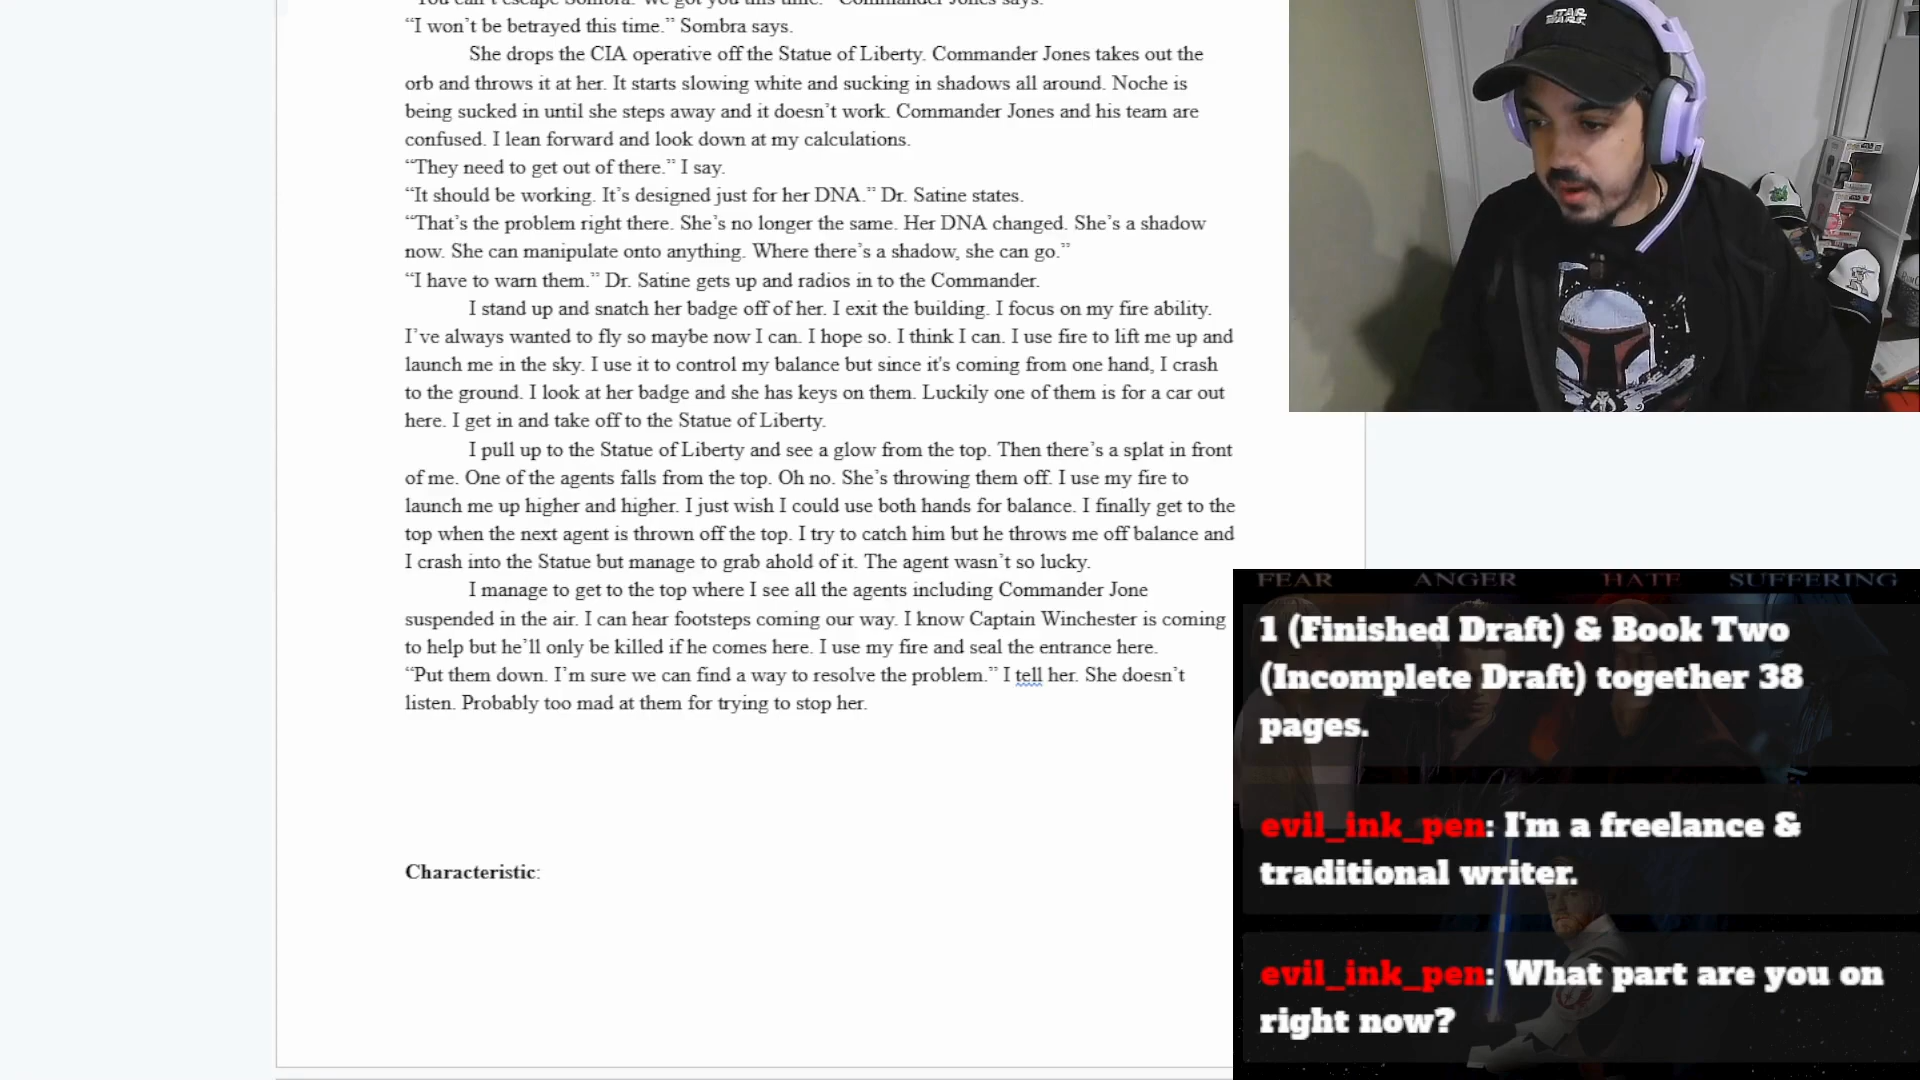 "You can't escape Sombra. We got you this time." Commander Jones says.
“I won’t be betrayed this time.” Sombra says.
She drops the CIA operative off the Statue of Liberty. Commander Jones takes out the
orb and throws it at her. It starts slowing white and sucking in shadows all around. Noche is
being sucked in until she steps away and it doesn’t work. Commander Jones and his team are
confused. I lean forward and look down at my calculations.
“They need to get out of there.” I say.
“It should be working. It’s designed just for her DNA.” Dr. Satine states.
“That’s the problem right there. She’s no longer the same. Her DNA changed. She’s a shadow
now. She can manipulate onto anything. Where there’s a shadow, she can go.”
“I have to warn them.” Dr. Satine gets up and radios in to the Commander.
I stand up and snatch her badge off of her. I exit the building. I focus on my fire ability.
I’ve always wanted to fly so maybe now I can. I hope so. I think I can. I use fire to lift me up and
launch me in the sky. I use it to control my balance but since it's coming from one hand, I crash
to the ground. I look at her badge and she has keys on them. Luckily one of them is for a car out
here. I get in and take off to the Statue of Liberty.
I pull up to the Statue of Liberty and see a glow from the top. Then there’s a splat in front
of me. One of the agents falls from the top. Oh no. She’s throwing them off. I use my fire to
launch me up higher and higher. I just wish I could use both hands for balance. I finally get to the
top when the next agent is thrown off the top. I try to catch him but he throws me off balance and
I crash into the Statue but manage to grab ahold of it. The agent wasn’t so lucky.
I manage to get to the top where I see all the agents including Commander Jone
suspended in the air. I can hear footsteps coming our way. I know Captain Winchester is coming
to help but he’ll only be killed if he comes here. I use my fire and seal the entrance here.
“Put them down. I’m sure we can find a way to resolve the problem.” I tell her. She doesn’t
listen. Probably too mad at them for trying to stop her.
Characteristic:
STAR
WARS
FEAR ANGER HATE SUFFERING
1 (Finished Draft) & Book Two
(Incomplete Draft) together 38
pages.
evil_ink_pen: I'm a freelance &
traditional writer.
evil_ink_pen: What part are you on
right now?